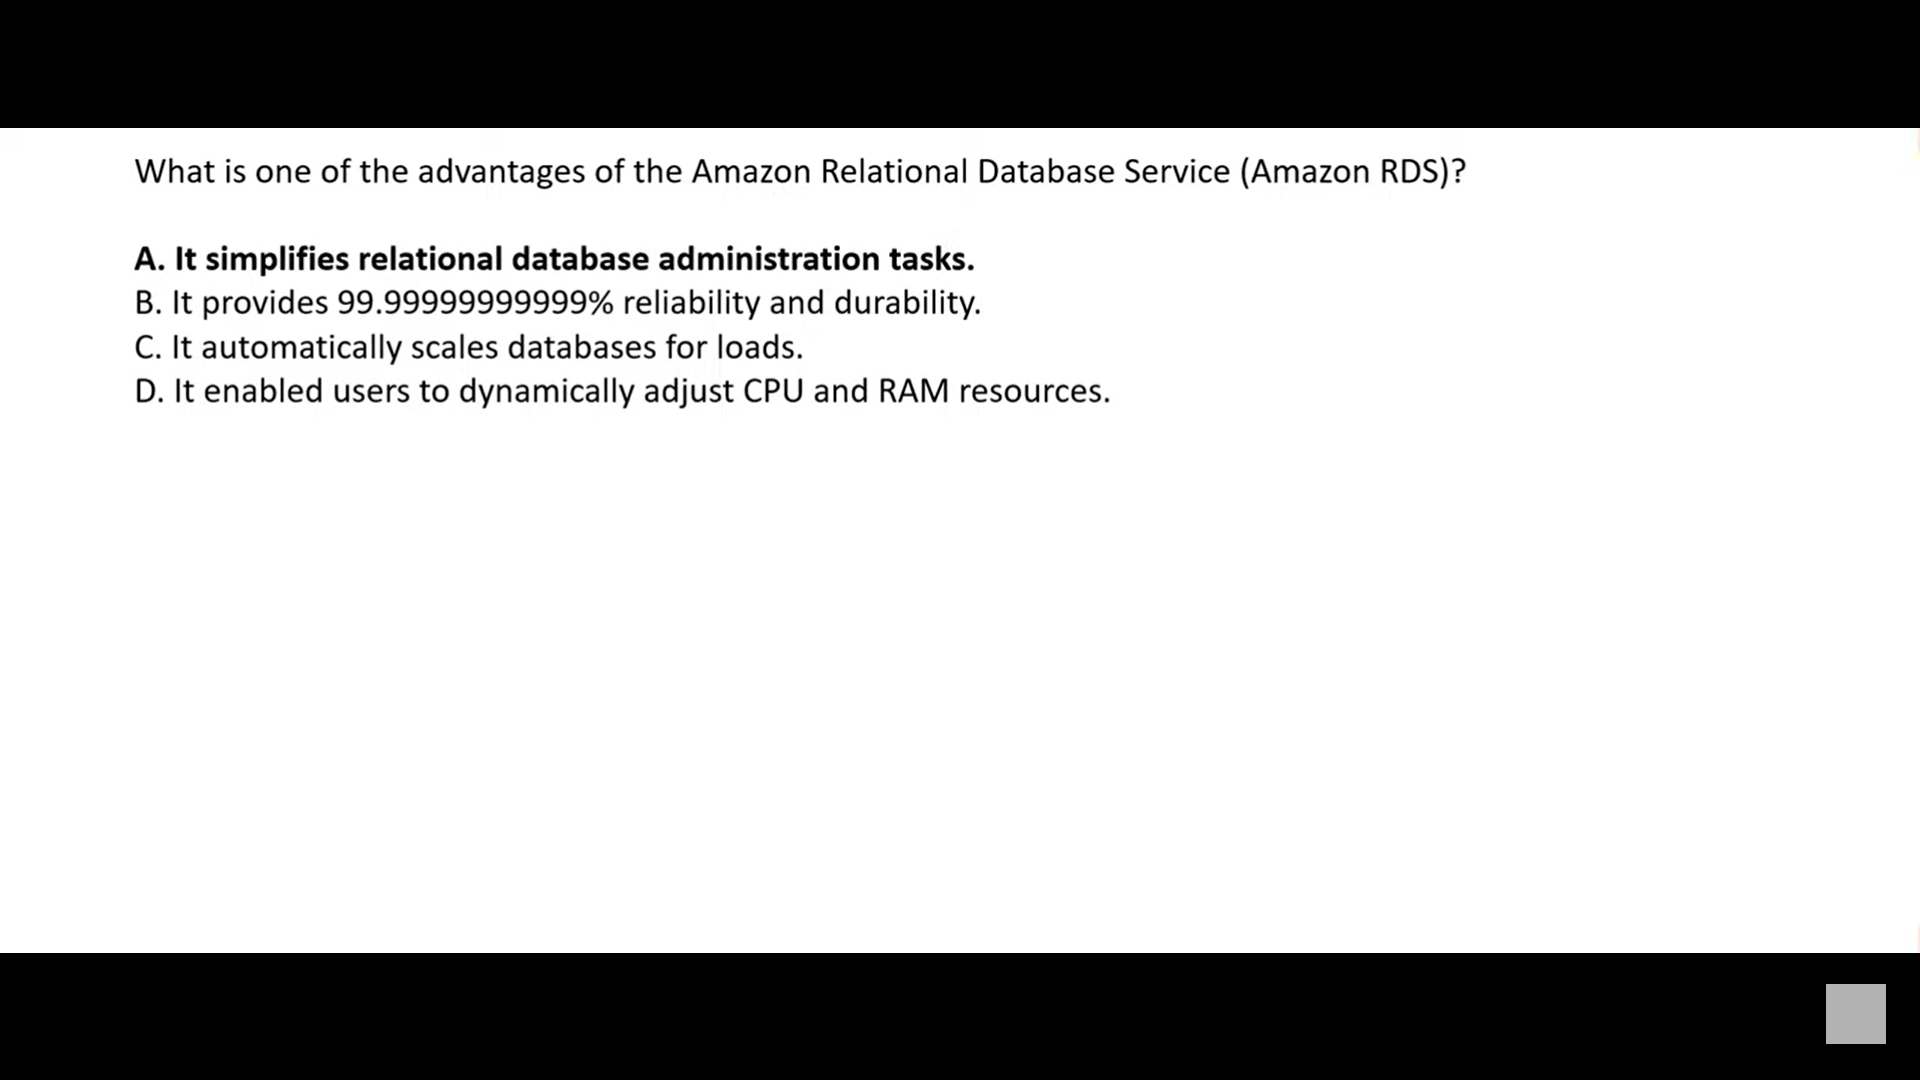 What is one of the advantages of the Amazon Relational Database Service (Amazon RDS)?
A. It simplifies relational database administration tasks.
B. It provides 99.99999999999% reliability and durability.
C. It automatically scales databases for loads.
D. It enabled users to dynamically adjust CPU and RAM resources.